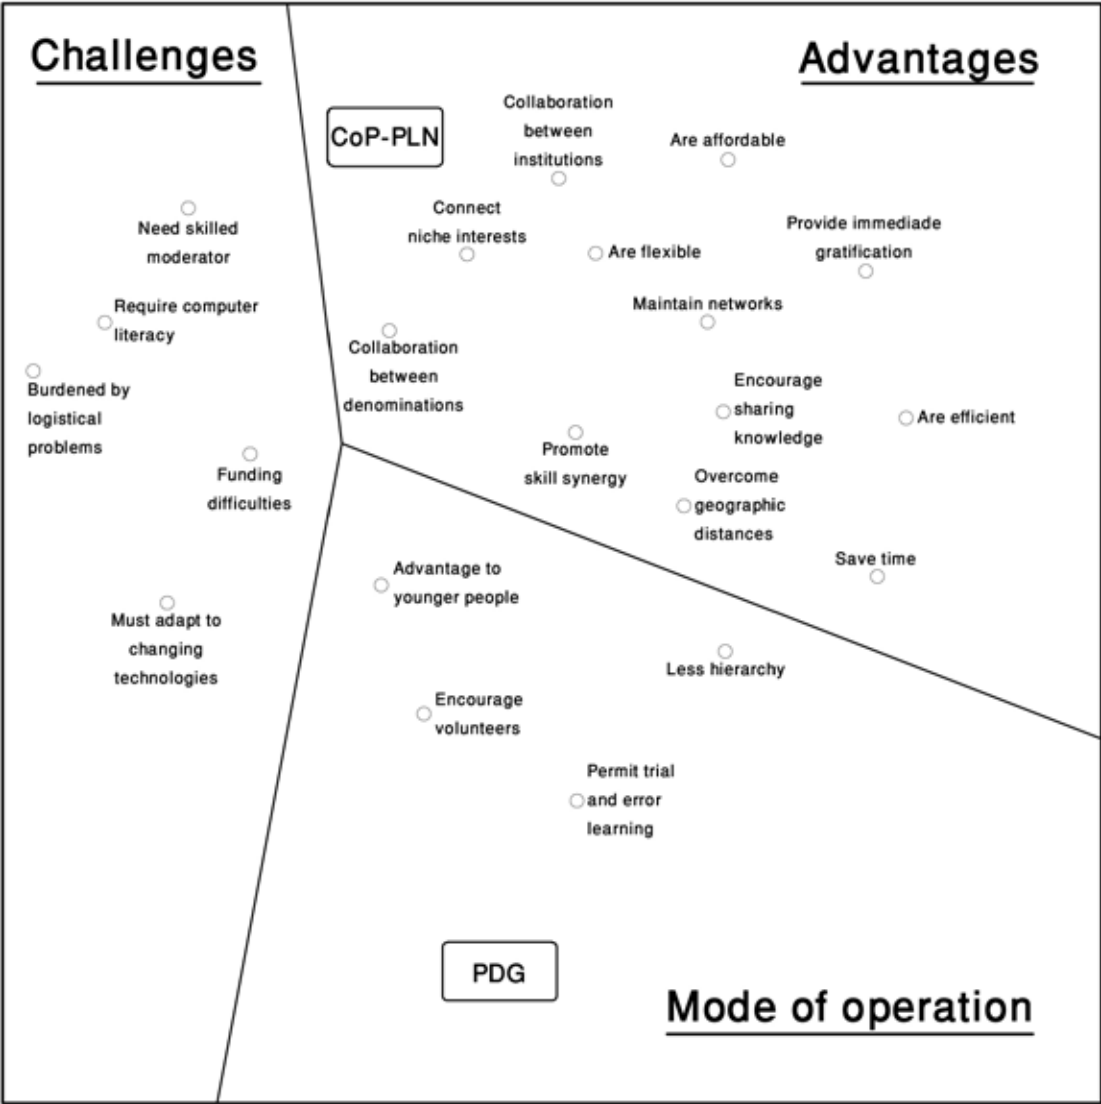 Challenges
Need skilled
moderator
Require computer
literacy
Burdened by
logistical
problems
Funding
difficulties
Must adapt to
changing
technologies
Advantages
CoP-PLN
Collaboration
between
institutions
Are affordable
Connect
niche interests
Are flexible
Provide immediade
gratification
Maintain networks
Collaboration
between
denominations
Encourage
sharing
knowledge
Are efficient
Promote
skill synergy
Overcome
geographic
distances
Save time
Advantage to
younger people
Less hierarchy
Encourage
volunteers
Permit trial
and error
learning
PDG
Mode of operation